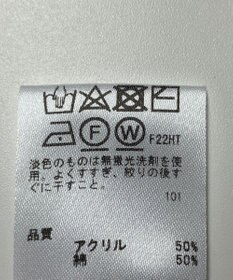 F W F22HT
淡色のものは無蛍光洗剤を使
用。よくすすぎ、絞りの後す
ぐに干すこと。
101
品質
アクリル 50%
綿 50%